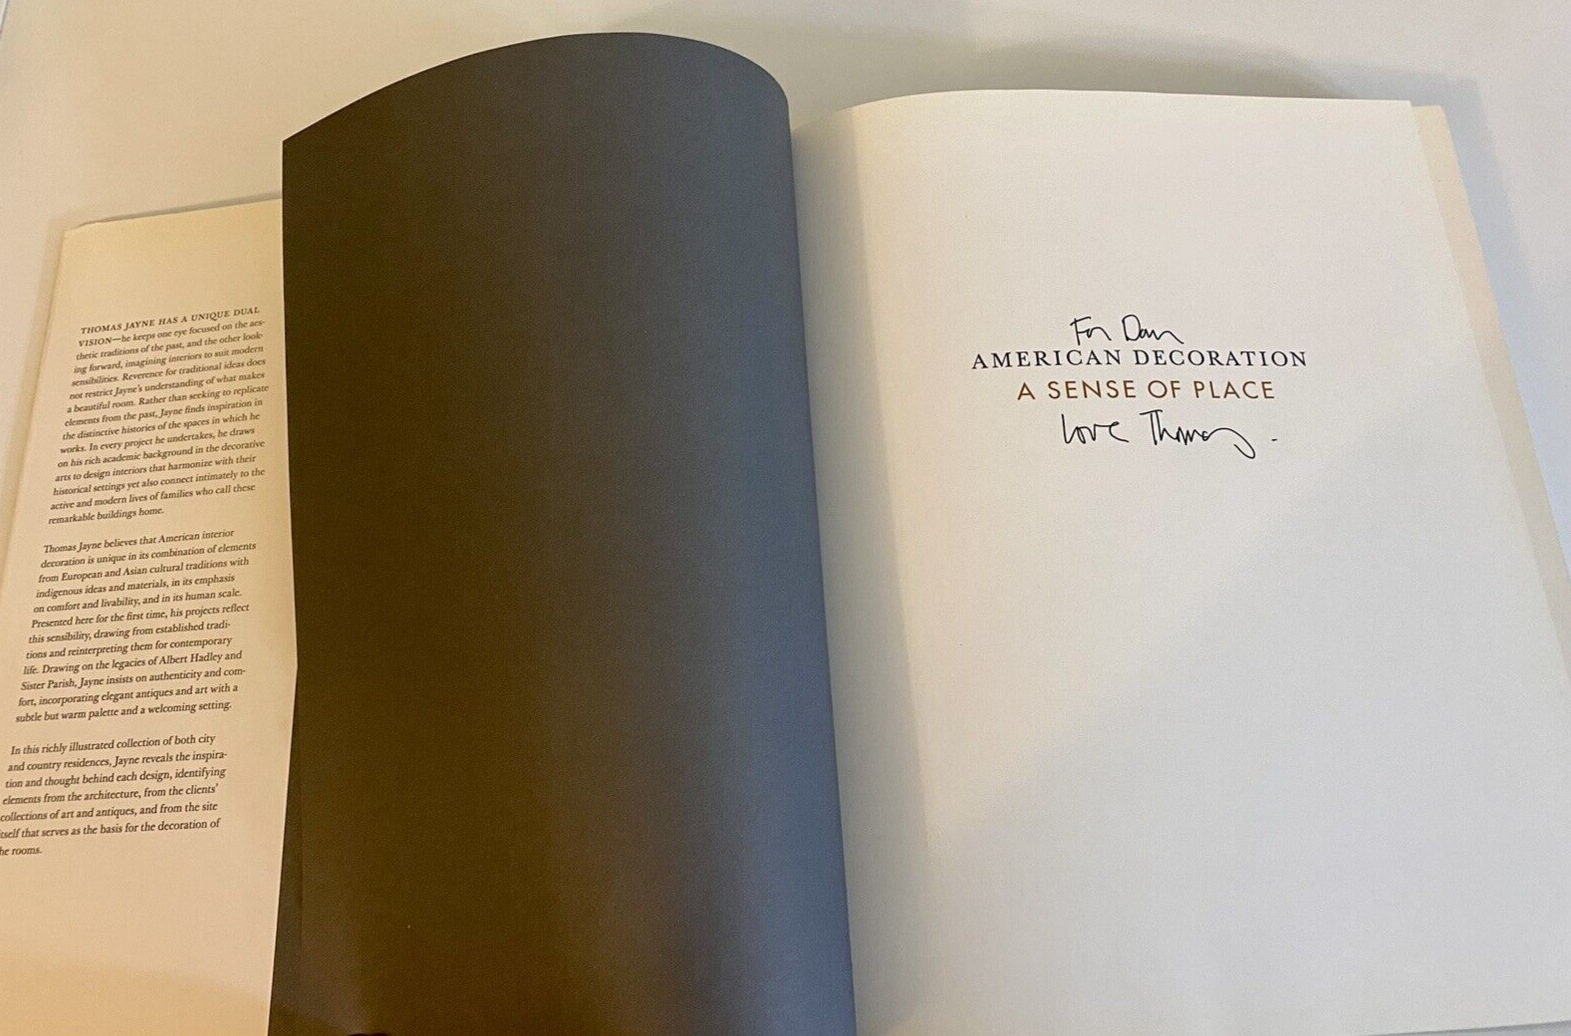 THOMAS JAYNE HAS A UNIQUE DUAL
VISION—he keeps one eye focused on the aes-
thetic traditions of the past, and the other look-
ing forward, imagining interiors to suit modern
sensibilities. Reverence for traditional ideas does
not restrict Jayne's understanding of what makes
a beautiful room. Rather than seeking to replicate
elements from the past, Jayne finds inspiration in
the distinctive histories of the spaces in which he
works. In every project he undertakes, he draws
on his rich academic background in the decorative
arts to design interiors that harmonize with their
historical settings yet also connect intimately to the
active and modern lives of families who call these
remarkable buildings home.
Thomas Jayne believes that American interior
decoration is unique in its combination of elements
from European and Asian cultural traditions with
indigenous ideas and materials, in its emphasis
on comfort and livability, and in its human scale.
Presented here for the first time, his projects reflect
this sensibility, drawing from established tradi-
tions and reinterpreting them for contemporary
life. Drawing on the legacies of Albert Hadley and
Sister Parish, Jayne insists on authenticity and com-
fort, incorporating elegant antiques and art with a
subtle but warm palette and a welcoming setting.
In this richly illustrated collection of both city
and country residences, Jayne reveals the inspira-
tion and thought behind each design, identifying
elements from the architecture, from the clients'
collections of art and antiques, and from the site
itself that serves as the basis for the decoration of
he rooms.
For Dan
AMERICAN DECORATION
A SENSE OF PLACE
Love Thomas